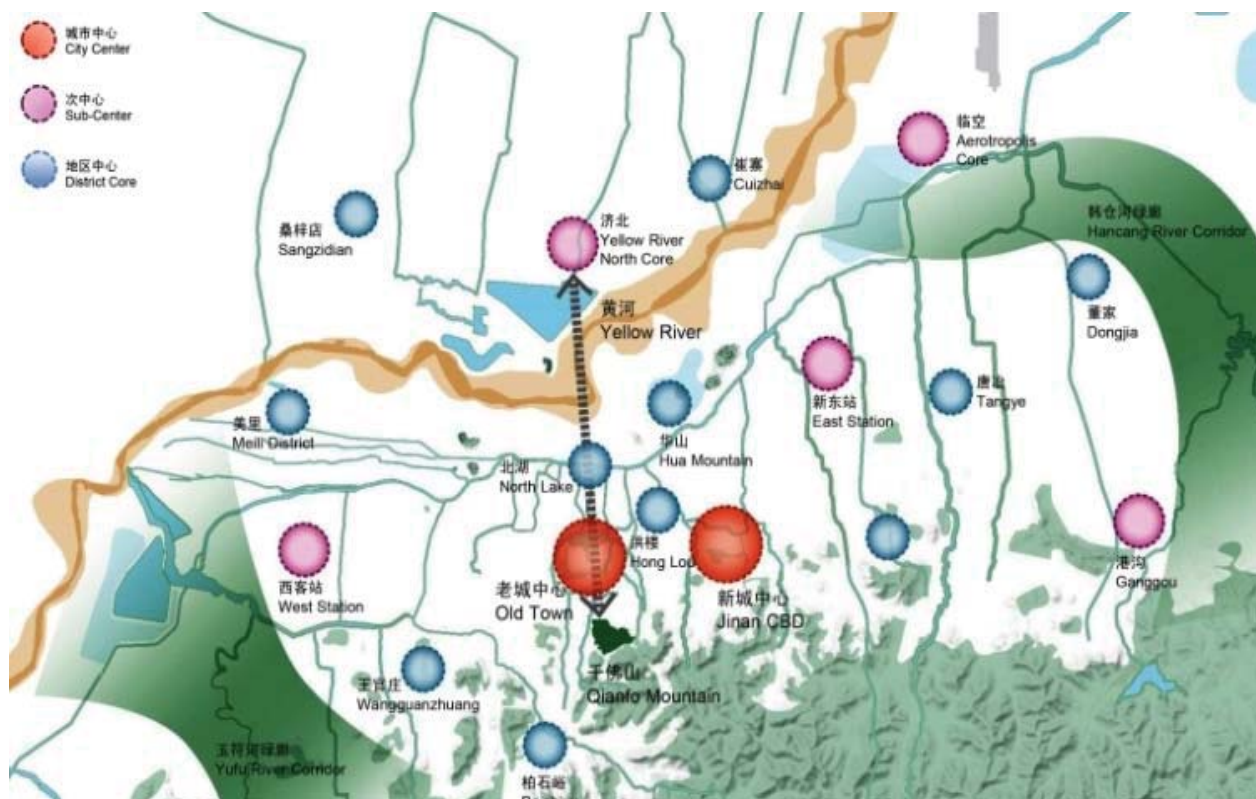 城市中心
City Center
次中心
Sub-Center
地区中心
District Core
临空
Aerotropolis
Core
崔寨
Cuizhai
桑梓店
Sangzidian
济北
Yellow River
North Core
韩仓河绿廊
Hancang River Corridor
黄河
Yellow River
董家
Dongjia
新东站
East Station
唐冶
Tangye
美里
Meili District
华山
Hua Mountain
北湖
North Lake
洪楼
Hong Lou
西客站
West Station
老城中心
Old Town
新城中心
Jinan CBD
港沟
Ganggou
千佛山
Qianfo Mountain
王官庄
Wangguanzhuang
玉符河绿廊
Yufu River Corridor
柏石峪